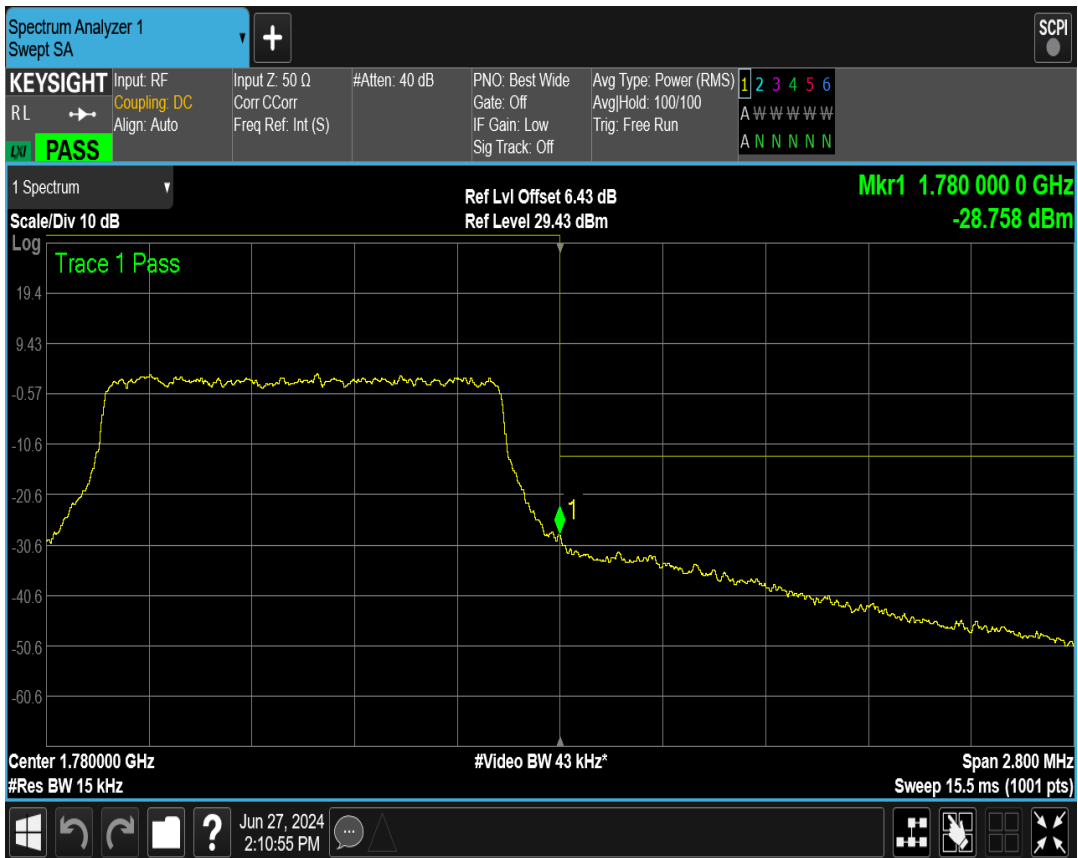 Spectrum Analyzer 1
Swept SA
SCPI
KEYSIGHT
RL
LXI PASS
Input: RF
Coupling: DC
Align: Auto
Input Z: 50 Ω
Corr CCorr
Freq Ref: Int (S)
#Atten: 40 dB
PNO: Best Wide
Gate: Off
IF Gain: Low
Sig Track: Off
Avg Type: Power (RMS)
Avg|Hold: 100/100
Trig: Free Run
1 2 3 4 5 6
A W W W W W
A N N N N N
1 Spectrum
Scale/Div 10 dB
Ref Lvl Offset 6.43 dB
Ref Level 29.43 dBm
Mkr1 1.780 000 0 GHz
-28.758 dBm
Log
Trace 1 Pass
19.4
9.43
-0.57
-10.6
-20.6
1
-30.6
-40.6
-50.6
-60.6
Center 1.780000 GHz
#Video BW 43 kHz*
Span 2.800 MHz
#Res BW 15 kHz
Sweep 15.5 ms (1001 pts)
?
Jun 27, 2024
2:10:55 PM